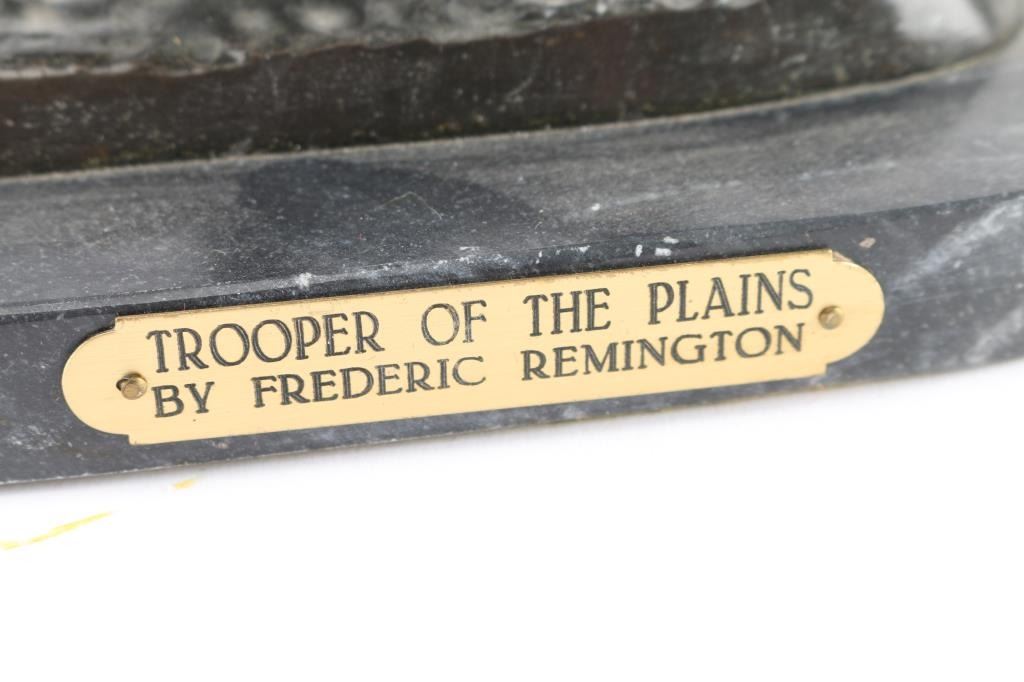 TROOPER OF THE PLAINS
BY FREDERIC REMINGTON